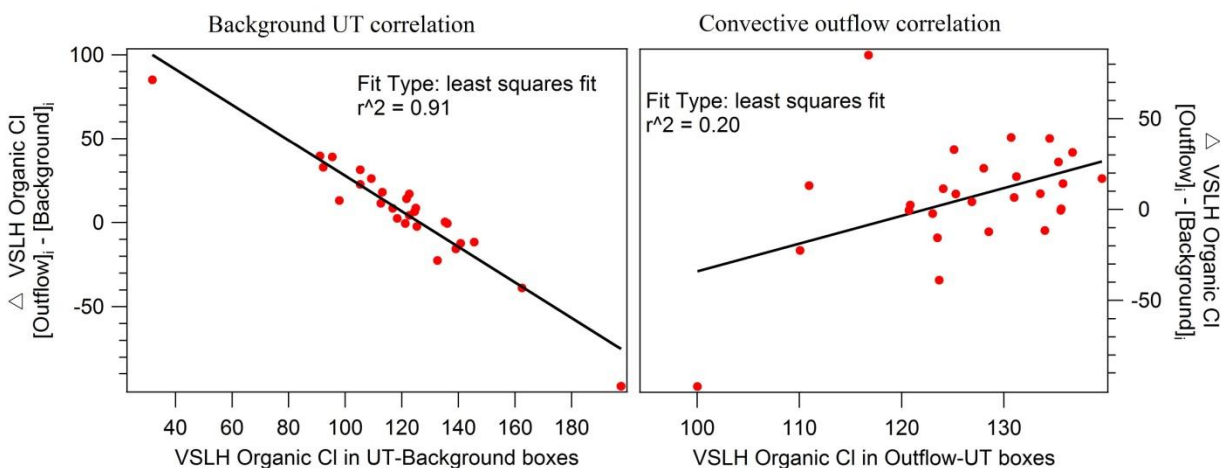 Background UT correlation
Convective outflow correlation
100
50
0
-50
△ VSLH Organic Cl
[Outflow]ᵢ - [Background]ᵢ
Fit Type: least squares fit
r^2 = 0.91
40 60 80 100 120 140 160 180
VSLH Organic Cl in UT-Background boxes
Fit Type: least squares fit
r^2 = 0.20
50
0
-50
△ VSLH Organic Cl
[Outflow]ᵢ - [Background]ᵢ
100 110 120 130
VSLH Organic Cl in Outflow-UT boxes